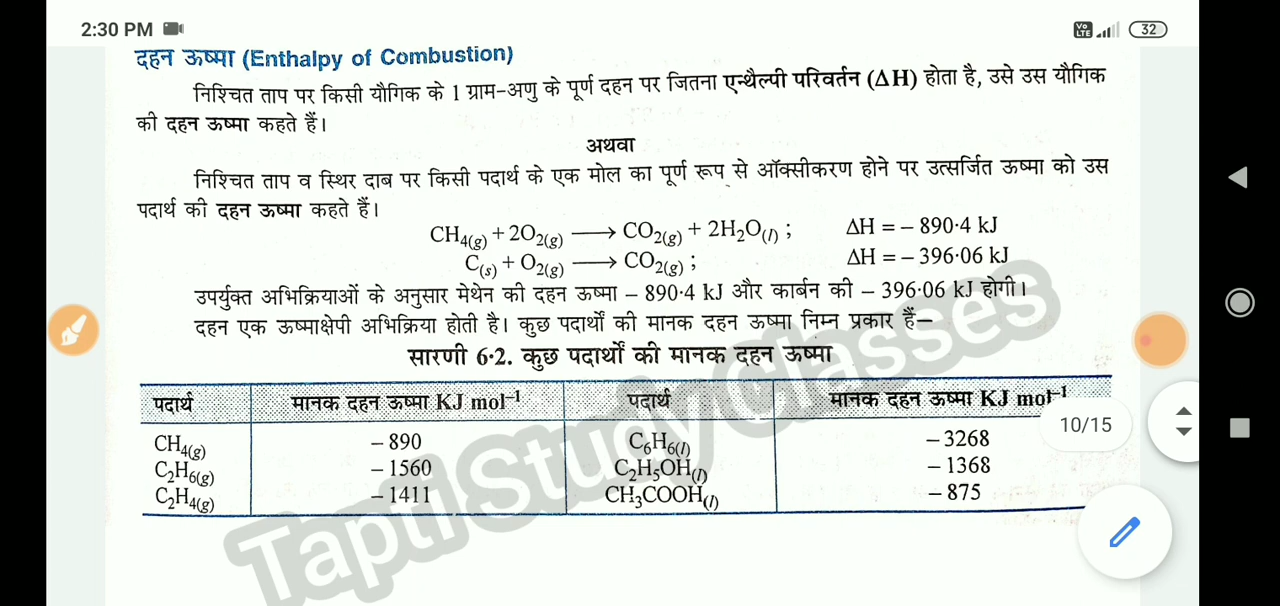 2:30 PM
Vo LTE
32
दहन ऊष्मा (Enthalpy of Combustion)
निश्चित ताप पर किसी यौगिक के 1 ग्राम-अणु के पूर्ण दहन पर जितना एन्थैल्पी परिवर्तन (ΔH) होता है, उसे उस यौगिक
की दहन ऊष्मा कहते हैं।
अथवा
निश्चित ताप व स्थिर दाब पर किसी पदार्थ के एक मोल का पूर्ण रूप से ऑक्सीकरण होने पर उत्सर्जित ऊष्मा को उस
पदार्थ की दहन ऊष्मा कहते हैं।
CH₄(g) + 2O₂(g) ⟶ CO₂(g) + 2H₂O(l) ; ΔH = – 890·4 kJ
C(s) + O₂(g) ⟶ CO₂(g) ; ΔH = – 396·06 kJ
उपर्युक्त अभिक्रियाओं के अनुसार मेथेन की दहन ऊष्मा – 890·4 kJ और कार्बन की – 396·06 kJ होगी।
दहन एक ऊष्माक्षेपी अभिक्रिया होती है। कुछ पदार्थों की मानक दहन ऊष्मा निम्न प्रकार हैं–
सारणी 6·2. कुछ पदार्थों की मानक दहन ऊष्मा
पदार्थ मानक दहन ऊष्मा KJ mol⁻¹ पदार्थ मानक दहन ऊष्मा KJ mol⁻¹
CH₄(g) – 890 C₆H₆(l) – 3268
C₂H₆(g) – 1560 C₂H₅OH(l) – 1368
C₂H₄(g) – 1411 CH₃COOH(l) – 875
10/15
Tapti Study Classes